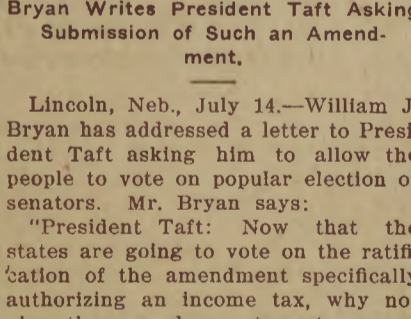 Bryan Writes President Taft Asking
Submission of Such an Amend-
ment.
Lincoln, Neb., July 14.—William J
Bryan has addressed a letter to Presi
dent Taft asking him to allow the
people to vote on popular election o
senators. Mr. Bryan says:
"President Taft: Now that the
states are going to vote on the ratifi
cation of the amendment specifically
authorizing an income tax, why no